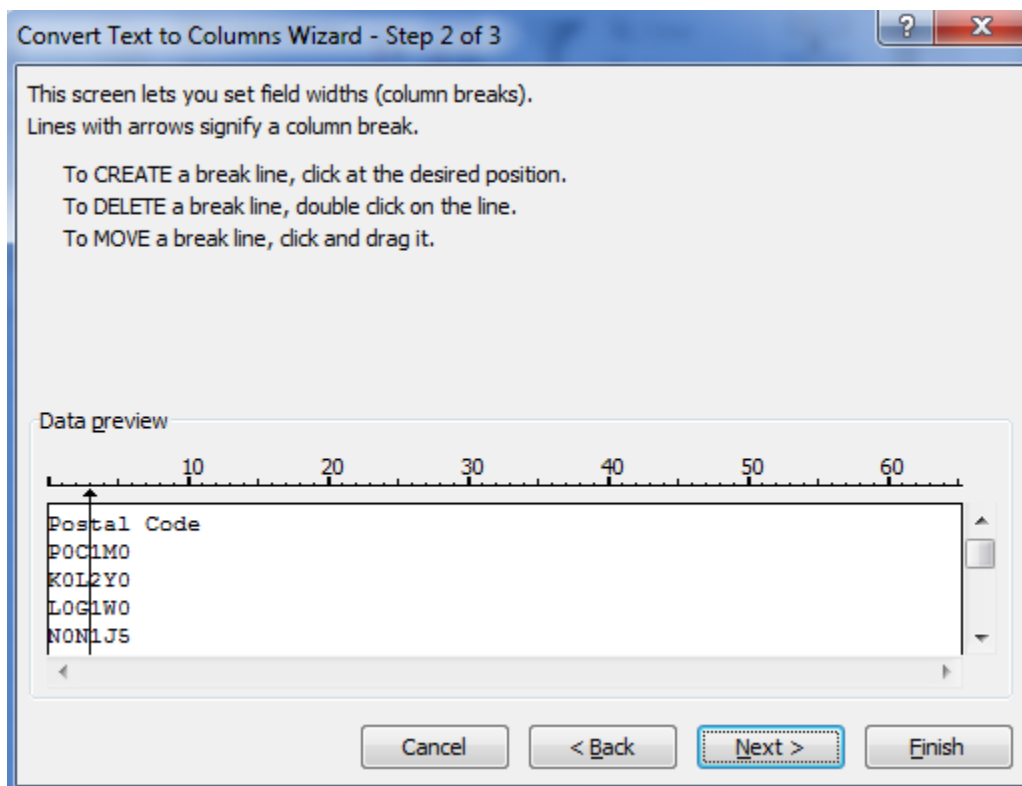 Convert Text to Columns Wizard - Step 2 of 3
?
X
This screen lets you set field widths (column breaks).
Lines with arrows signify a column break.
To CREATE a break line, click at the desired position.
To DELETE a break line, double click on the line.
To MOVE a break line, click and drag it.
Data preview
10 20 30 40 50 60
Postal Code
P0C1M0
K0L2Y0
L0G1W0
N0N1J5
Cancel
< Back
Next >
Finish